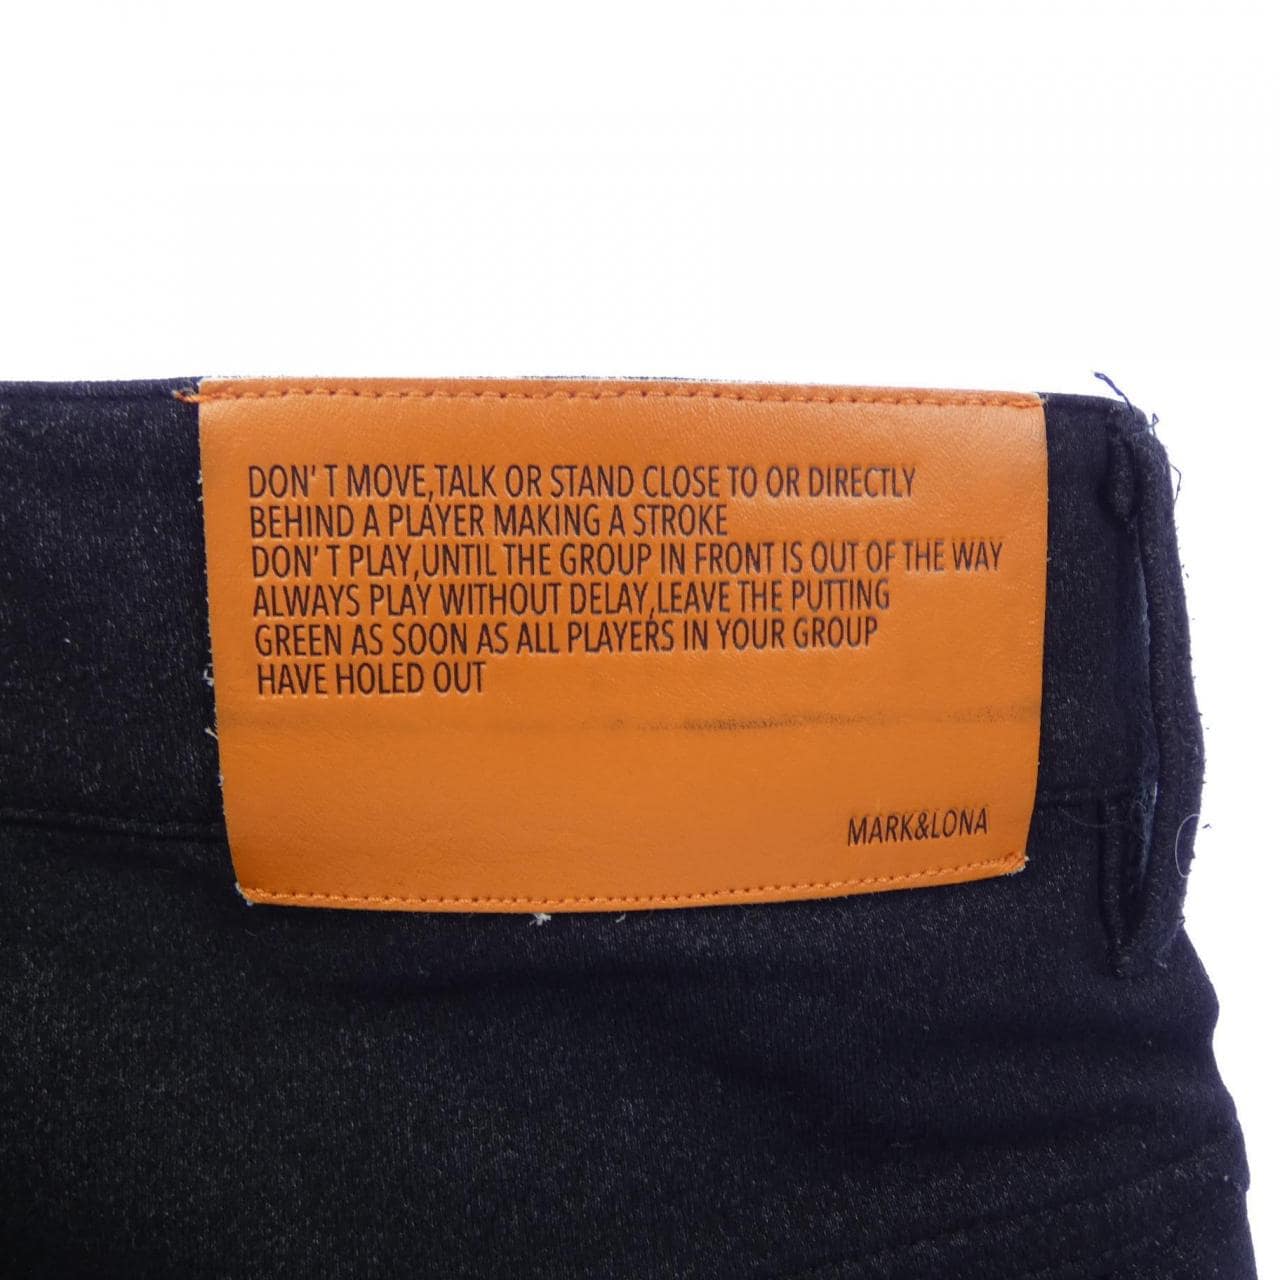 DON' T MOVE,TALK OR STAND CLOSE TO OR DIRECTLY
BEHIND A PLAYER MAKING A STROKE
DON' T PLAY,UNTIL THE GROUP IN FRONT IS OUT OF THE WAY
ALWAYS PLAY WITHOUT DELAY,LEAVE THE PUTTING
GREEN AS SOON AS ALL PLAYERS IN YOUR GROUP
HAVE HOLED OUT
MARK&LONA